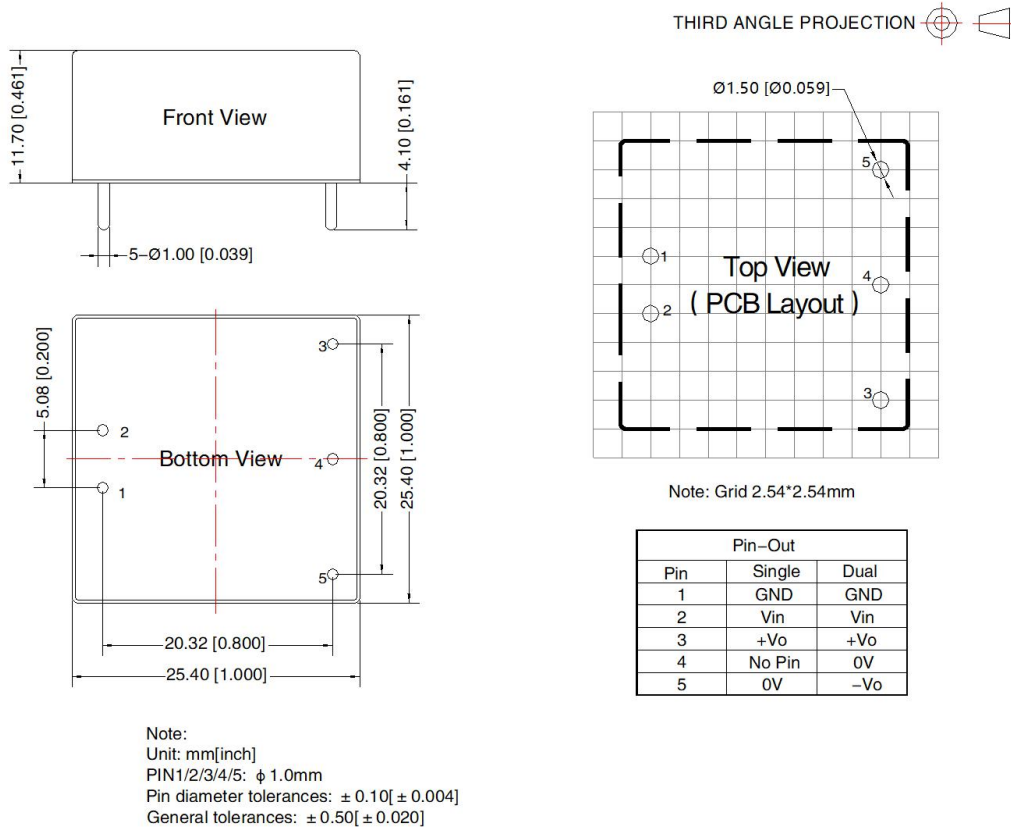 THIRD ANGLE PROJECTION
11.70 [0.461]
Front View
4.10 [0.161]
5–Ø1.00 [0.039]
Ø1.50 [Ø0.059]
5
1
Top View
4
2
( PCB Layout )
3
Note: Grid 2.54*2.54mm
5.08 [0.200]
3
2
Bottom View
4
1
20.32 [0.800]
25.40 [1.000]
5
20.32 [0.800]
25.40 [1.000]
Pin–Out
Pin Single Dual
1 GND GND
2 Vin Vin
3 +Vo +Vo
4 No Pin 0V
5 0V –Vo
Note:
Unit: mm[inch]
PIN1/2/3/4/5: ϕ1.0mm
Pin diameter tolerances: ±0.10[±0.004]
General tolerances: ±0.50[±0.020]